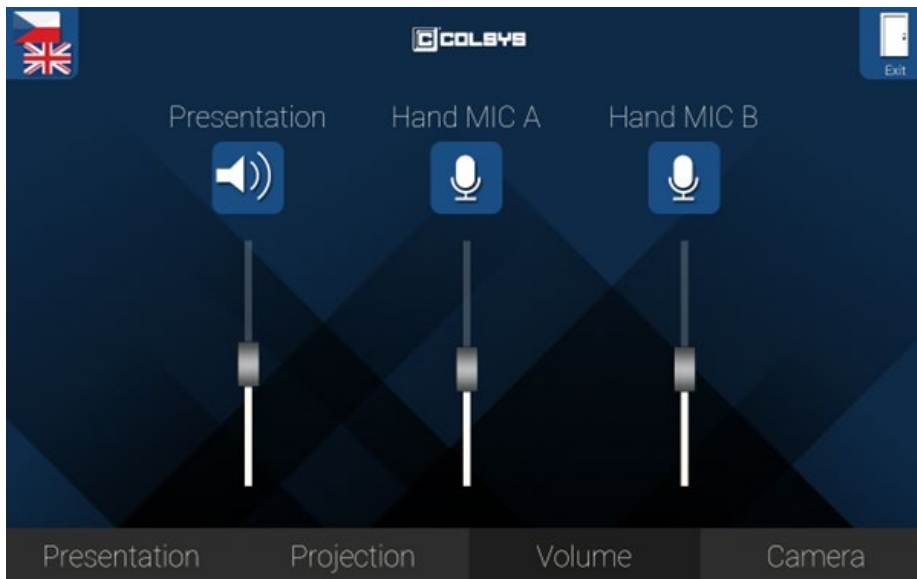 COLSYS
Exit
Presentation
Hand MIC A
Hand MIC B
Presentation
Projection
Volume
Camera